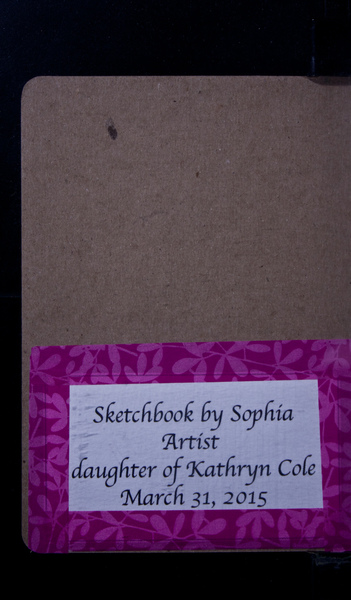 Sketchbook by Sophia
Artist
daughter of Kathryn Cole
March 31, 2015